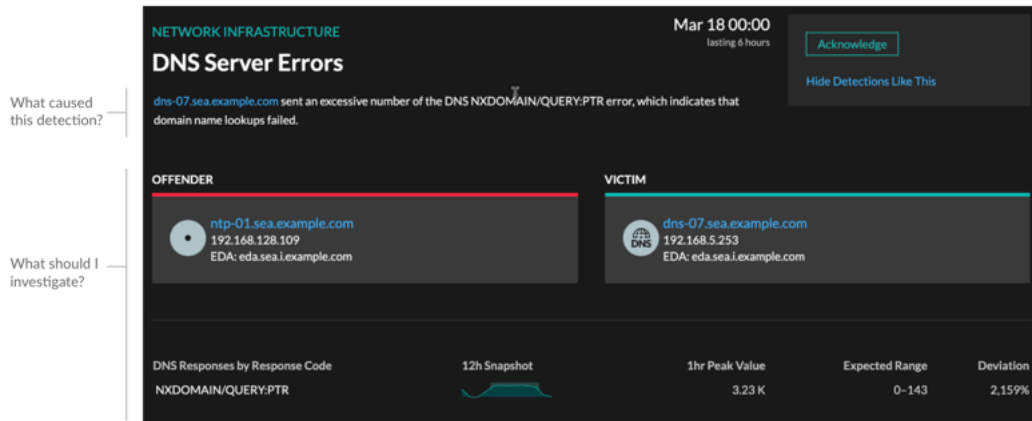 NETWORK INFRASTRUCTURE
DNS Server Errors
Mar 18 00:00
lasting 6 hours
Acknowledge
Hide Detections Like This
What caused
this detection?
dns-07.sea.example.com sent an excessive number of the DNS NXDOMAIN/QUERY:PTR error, which indicates that
domain name lookups failed.
What should I
investigate?
OFFENDER
ntp-01.sea.example.com
192.168.128.109
EDA: eda.sea.i.example.com
VICTIM
DNS
dns-07.sea.example.com
192.168.5.253
EDA: eda.sea.i.example.com
DNS Responses by Response Code 12h Snapshot 1hr Peak Value Expected Range Deviation
NXDOMAIN/QUERY:PTR 3.23 K 0–143 2,159%